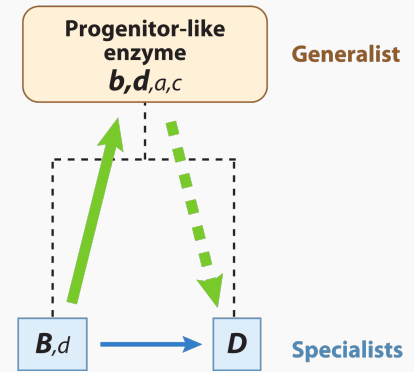 Progenitor-like
enzyme
b,d,a,c
Generalist
B,d
D
Specialists